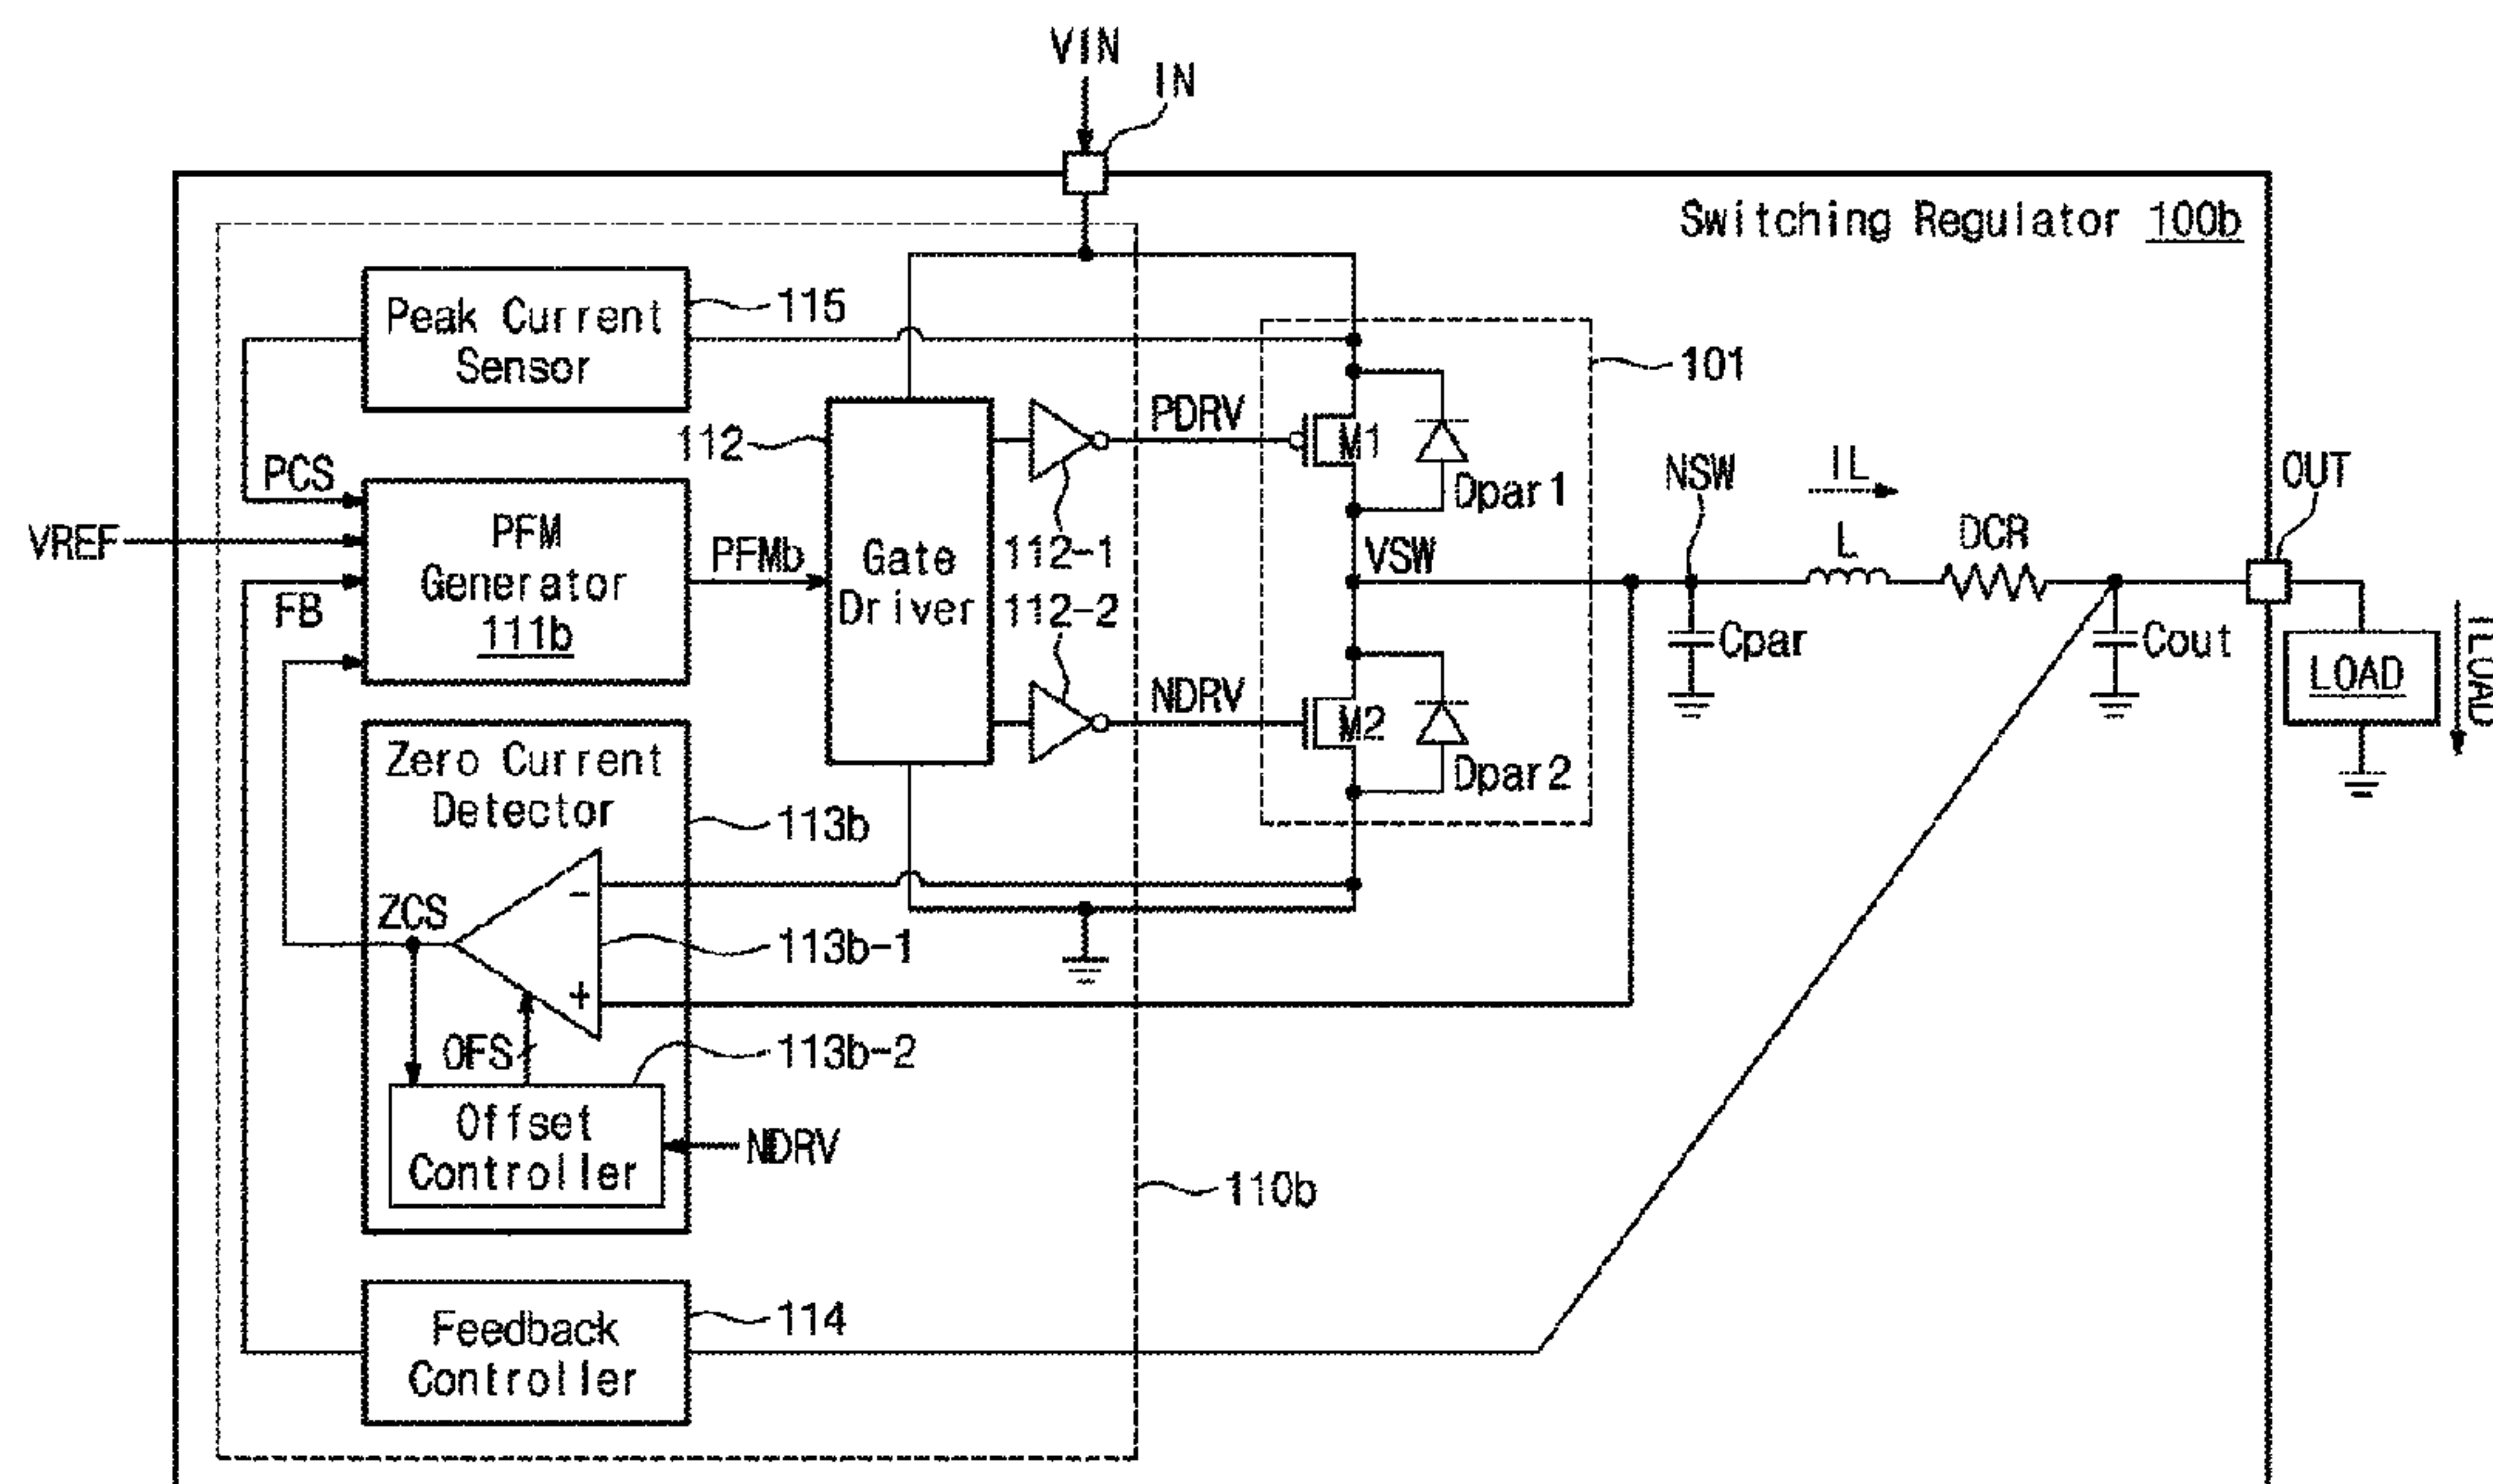 VIN
IN
Switching Regulator 100b
Peak Current
Sensor
115
101
112
PDRV
M1
Dpar1
PCS
VREF
PFM
Generator
111b
FB
PFMb
Gate
Driver
112-1
112-2
VSW
NSW
IL
L
DCR
OUT
Cpar
Cout
LOAD
ILOAD
NDRV
M2
Dpar2
Zero Current
Detector
113b
ZCS
-
+
113b-1
OFS
113b-2
Offset
Controller
NDRV
110b
Feedback
Controller
114